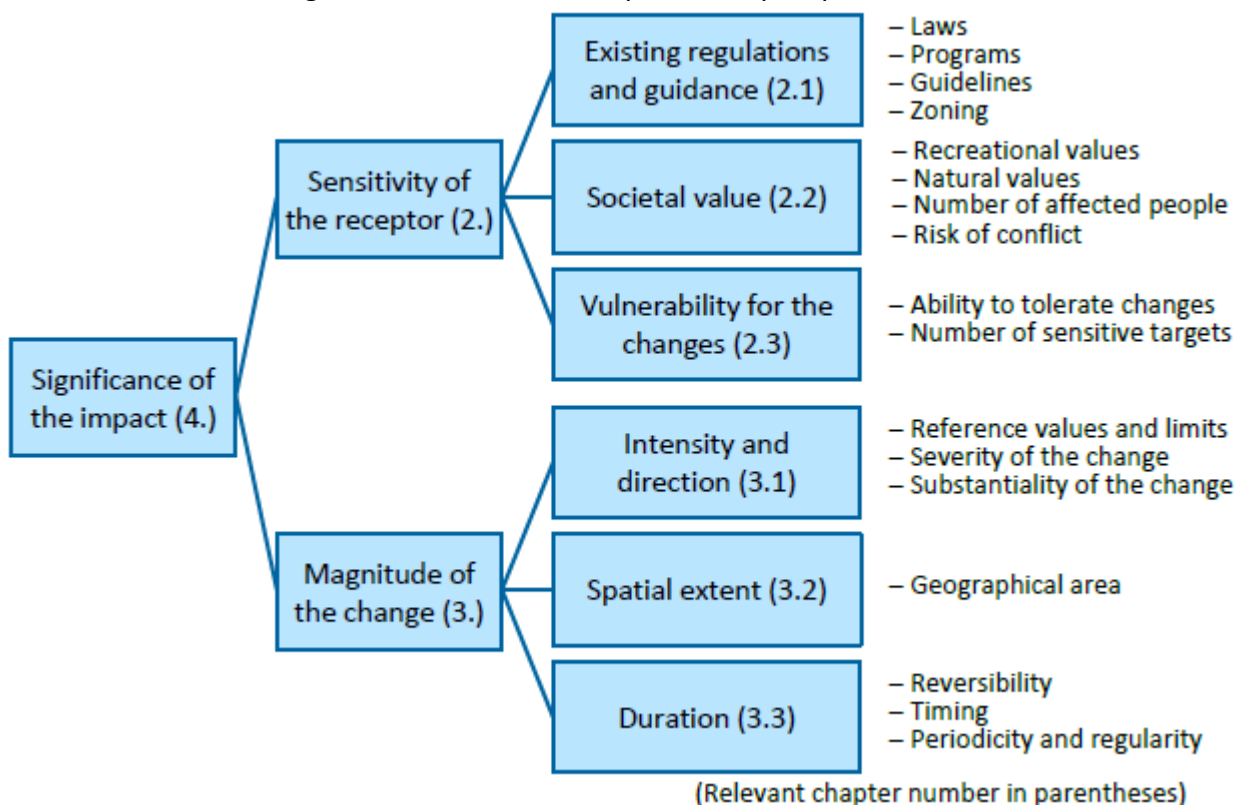 Existing regulations
and guidance (2.1)
– Laws
– Programs
– Guidelines
– Zoning
Sensitivity of
the receptor (2.)
Societal value (2.2)
– Recreational values
– Natural values
– Number of affected people
– Risk of conflict
Vulnerability for the
changes (2.3)
– Ability to tolerate changes
– Number of sensitive targets
Significance of
the impact (4.)
Intensity and
direction (3.1)
– Reference values and limits
– Severity of the change
– Substantiality of the change
Magnitude of
the change (3.)
Spatial extent (3.2)
– Geographical area
Duration (3.3)
– Reversibility
– Timing
– Periodicity and regularity
(Relevant chapter number in parentheses)